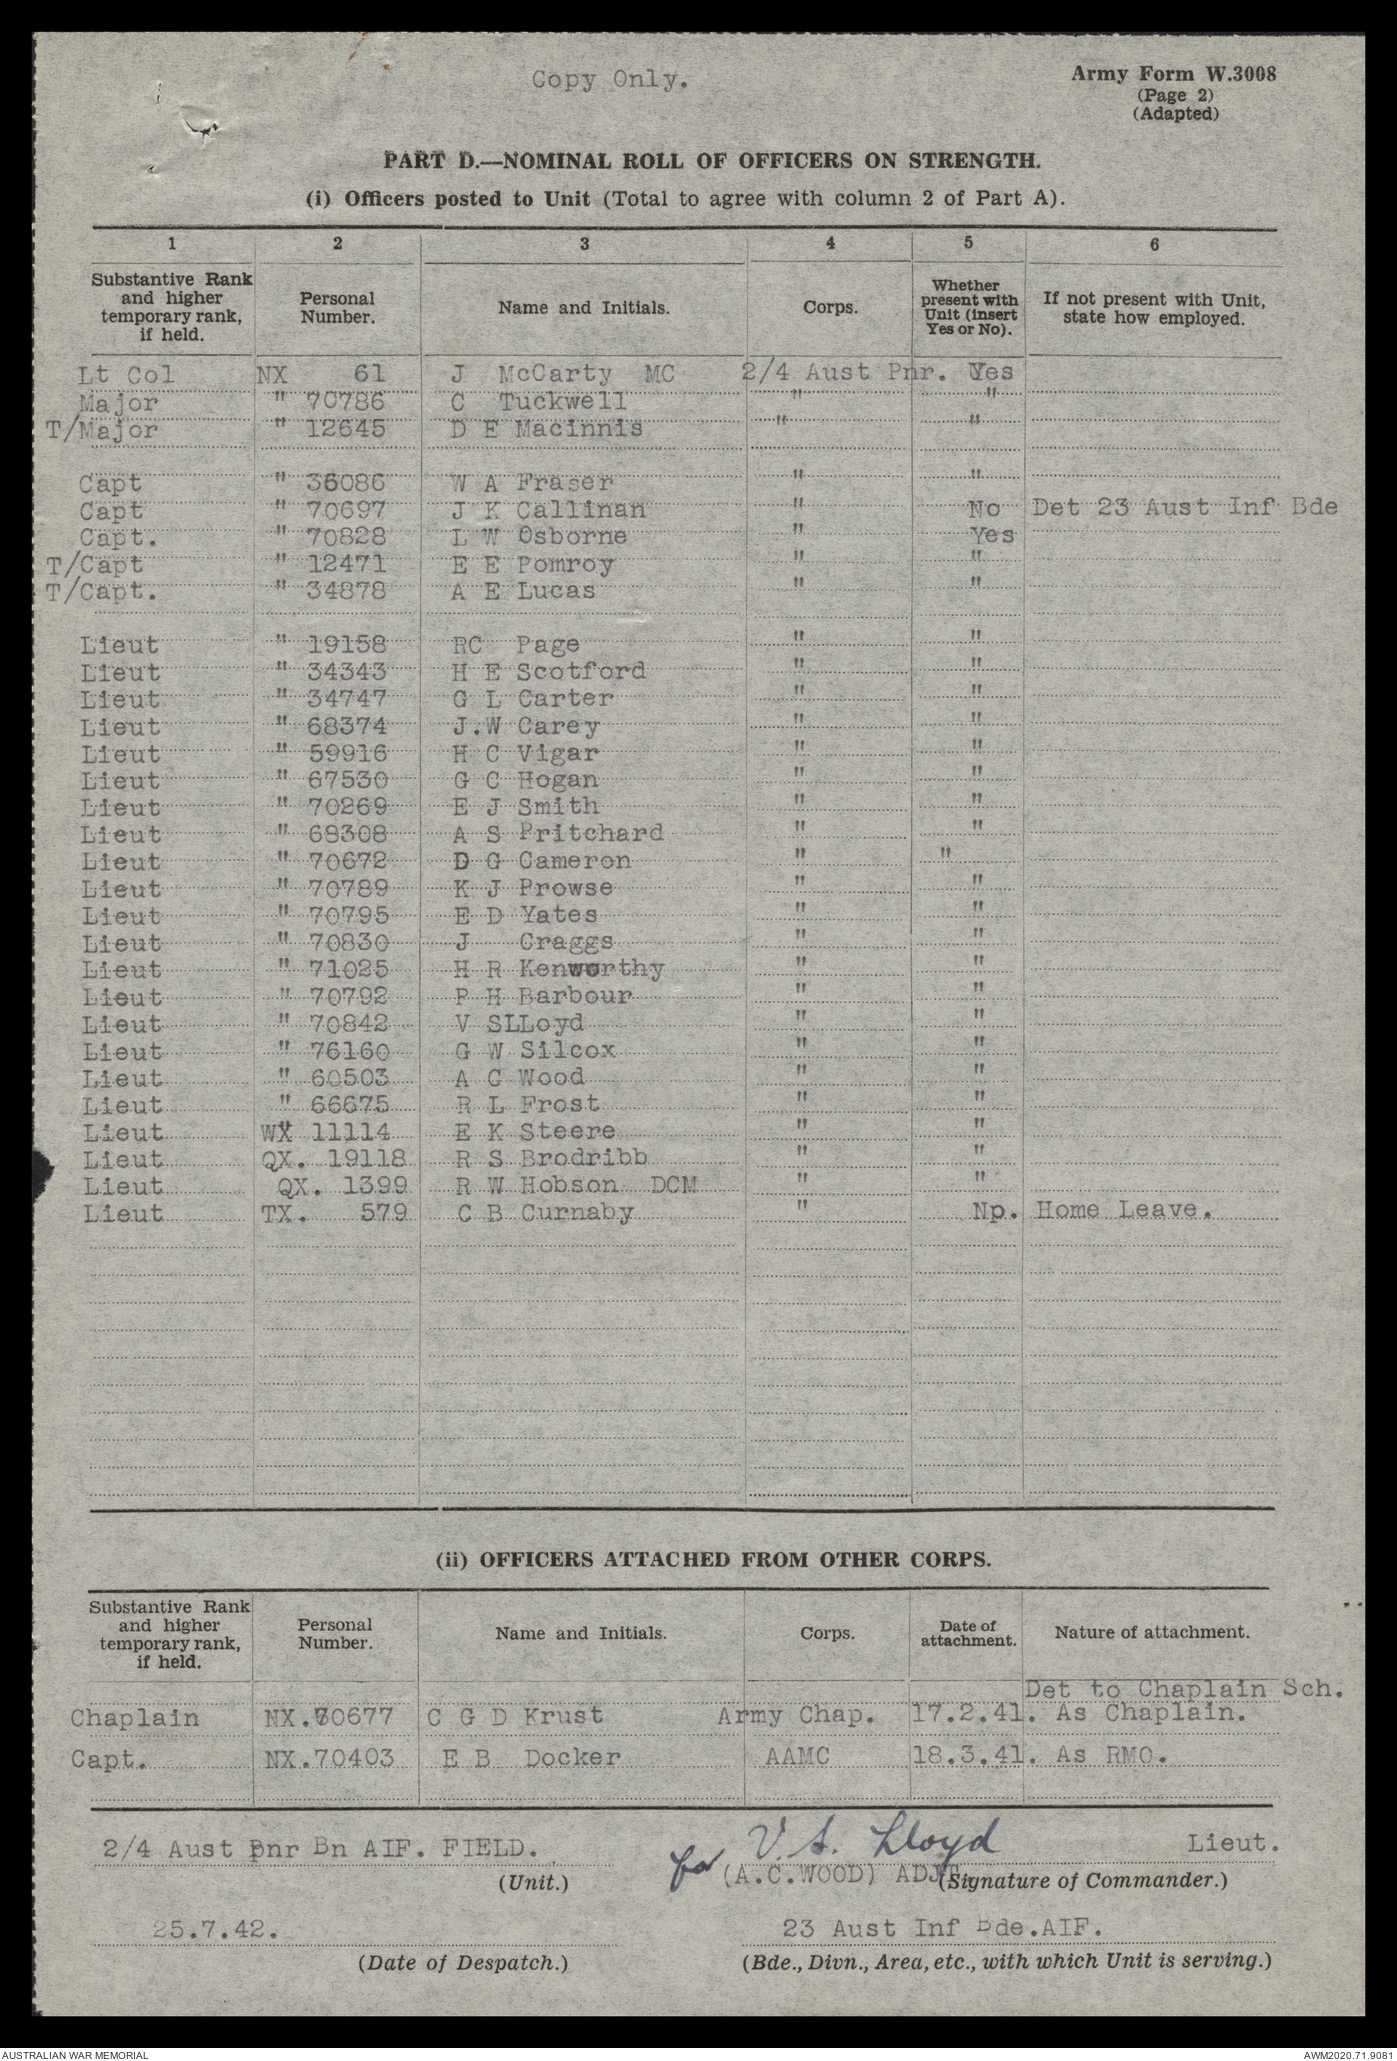 Copy Only.
Army Form W.3008
(Page 2)
(Adapted)
PART D.—NOMINAL ROLL OF OFFICERS ON STRENGTH.
(i) Officers posted to Unit (Total to agree with column 2 of Part A).
1 2 3 4 5 6
Substantive Rank and higher temporary rank, if held. Personal Number. Name and Initials. Corps. Whether present with Unit (insert Yes or No). If not present with Unit, state how employed.
Lt Col NX 61 J McCarty MC 2/4 Aust Pnr. Yes
Major " 70786 C Tuckwell " "
T/Major " 12645 D E Macinnis " "
Capt " 36086 W A Fraser " "
Capt " 70697 J K Callinan " No Det 23 Aust Inf Bde
Capt. " 70828 L W Osborne " Yes
T/Capt " 12471 E E Pomroy " "
T/Capt. " 34878 A E Lucas " "
Lieut " 19158 RC Page " "
Lieut " 34343 H E Scotford " "
Lieut " 34747 G L Carter " "
Lieut " 68374 J.W Carey " "
Lieut " 59916 H C Vigar " "
Lieut " 67530 G C Hogan " "
Lieut " 70269 E J Smith " "
Lieut " 68308 A S Pritchard " "
Lieut " 70672 D G Cameron " "
Lieut " 70789 K J Prowse " "
Lieut " 70795 E D Yates " "
Lieut " 70830 J Craggs " "
Lieut " 71025 H R Kenworthy " "
Lieut " 70792 P H Barbour " "
Lieut " 70842 V SLLoyd " "
Lieut " 76160 G W Silcox " "
Lieut " 60503 A C Wood " "
Lieut " 66675 R L Frost " "
Lieut WX 11114 E K Steere " "
Lieut QX. 19118 R S Brodribb " "
Lieut QX. 1399 R W Hobson DCM " "
Lieut TX. 579 C B Curnaby " Np. Home Leave.
(ii) OFFICERS ATTACHED FROM OTHER CORPS.
Substantive Rank and higher temporary rank, if held. Personal Number. Name and Initials. Corps. Date of attachment. Nature of attachment.
Det to Chaplain Sch.
Chaplain NX.70677 C G D Krust Army Chap. 17.2.41. As Chaplain.
Capt. NX.70403 E B Docker AAMC 18.3.41. As RMO.
2/4 Aust Pnr Bn AIF. FIELD. V. S. Lloyd Lieut.
(Unit.) for (A.C.WOOD) ADJT. (Signature of Commander.)
25.7.42. 23 Aust Inf Bde.AIF.
(Date of Despatch.) (Bde., Divn., Area, etc., with which Unit is serving.)
AUSTRALIAN WAR MEMORIAL AWM2020.71.9081